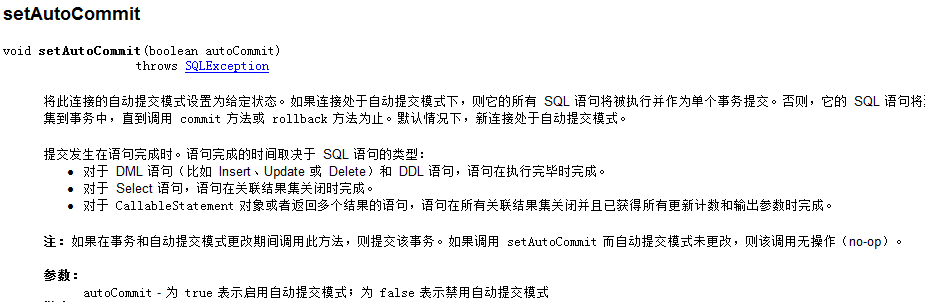 setAutoCommit
void setAutoCommit(boolean autoCommit)
throws SQLException
将此连接的自动提交模式设置为给定状态。如果连接处于自动提交模式下，则它的所有 SQL 语句将被执行并作为单个事务提交。否则，它的 SQL 语句将
集到事务中，直到调用 commit 方法或 rollback 方法为止。默认情况下，新连接处于自动提交模式。
提交发生在语句完成时。语句完成的时间取决于 SQL 语句的类型：
● 对于 DML 语句（比如 Insert、Update 或 Delete）和 DDL 语句，语句在执行完毕时完成。
● 对于 Select 语句，语句在关联结果集关闭时完成。
● 对于 CallableStatement 对象或者返回多个结果的语句，语句在所有关联结果集关闭并且已获得所有更新计数和输出参数时完成。
注：如果在事务和自动提交模式更改期间调用此方法，则提交该事务。如果调用 setAutoCommit 而自动提交模式未更改，则该调用无操作（no-op）。
参数：
autoCommit - 为 true 表示启用自动提交模式；为 false 表示禁用自动提交模式